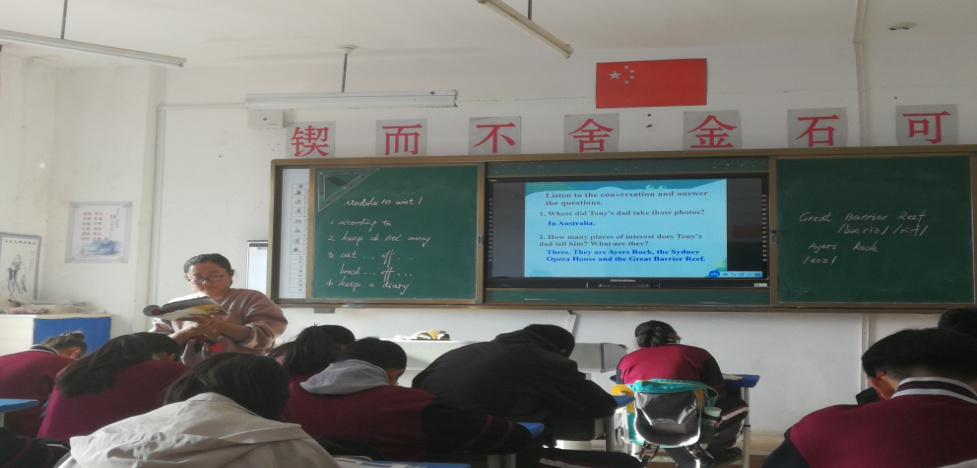 锲而不舍金石可
Module 10 Unit 1
1. according to
2. keep sb. sth. away
3. cut ... off ...
brush ... off ...
4. keep a diary
Listen to the conversation and answer
the questions.
1. Where did Tony's dad take those photos?
In Australia.
2. How many places of interest does Tony's
dad tell him? What are they?
Three. They are Ayers Rock, the Sydney
Opera House and the Great Barrier Reef.
Great Barrier Reef
Ayers Rock